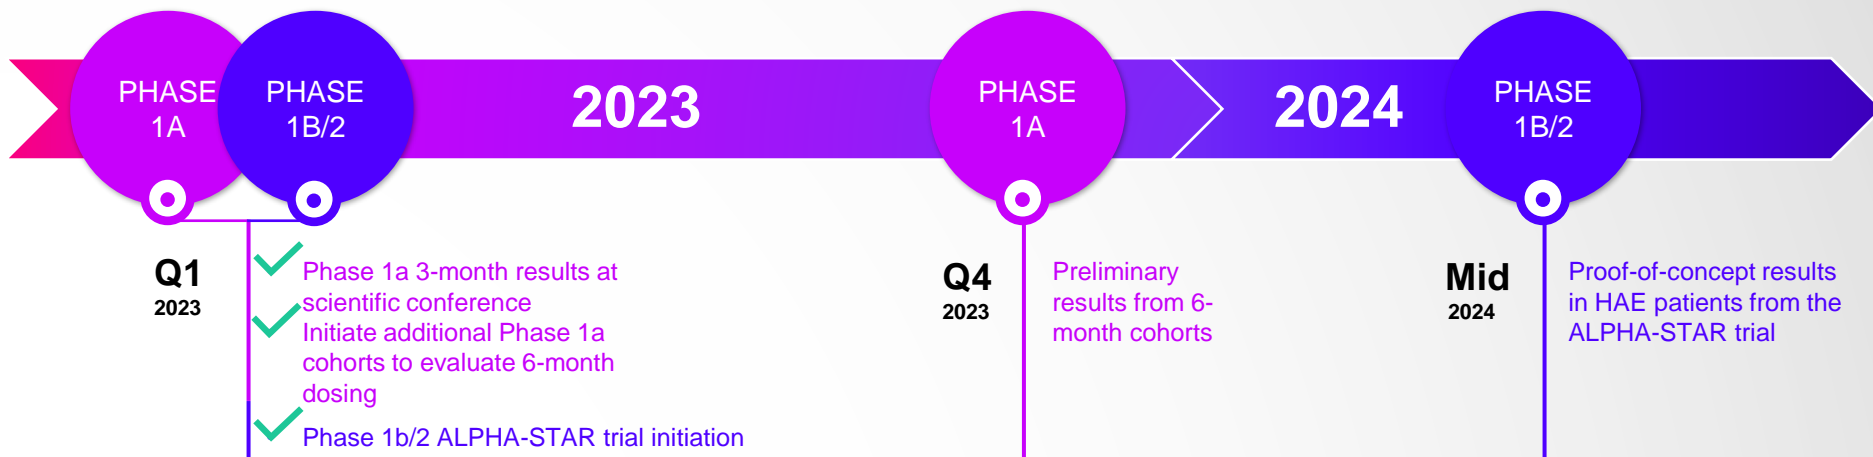 PHASE
1A
PHASE
1B/2
2023
PHASE
1A
2024
PHASE
1B/2
Q1
2023
Phase 1a 3-month results at
scientific conference
Initiate additional Phase 1a
cohorts to evaluate 6-month
dosing
Phase 1b/2 ALPHA-STAR trial initiation
Q4
2023
Preliminary
results from 6-
month cohorts
Mid
2024
Proof-of-concept results
in HAE patients from the
ALPHA-STAR trial